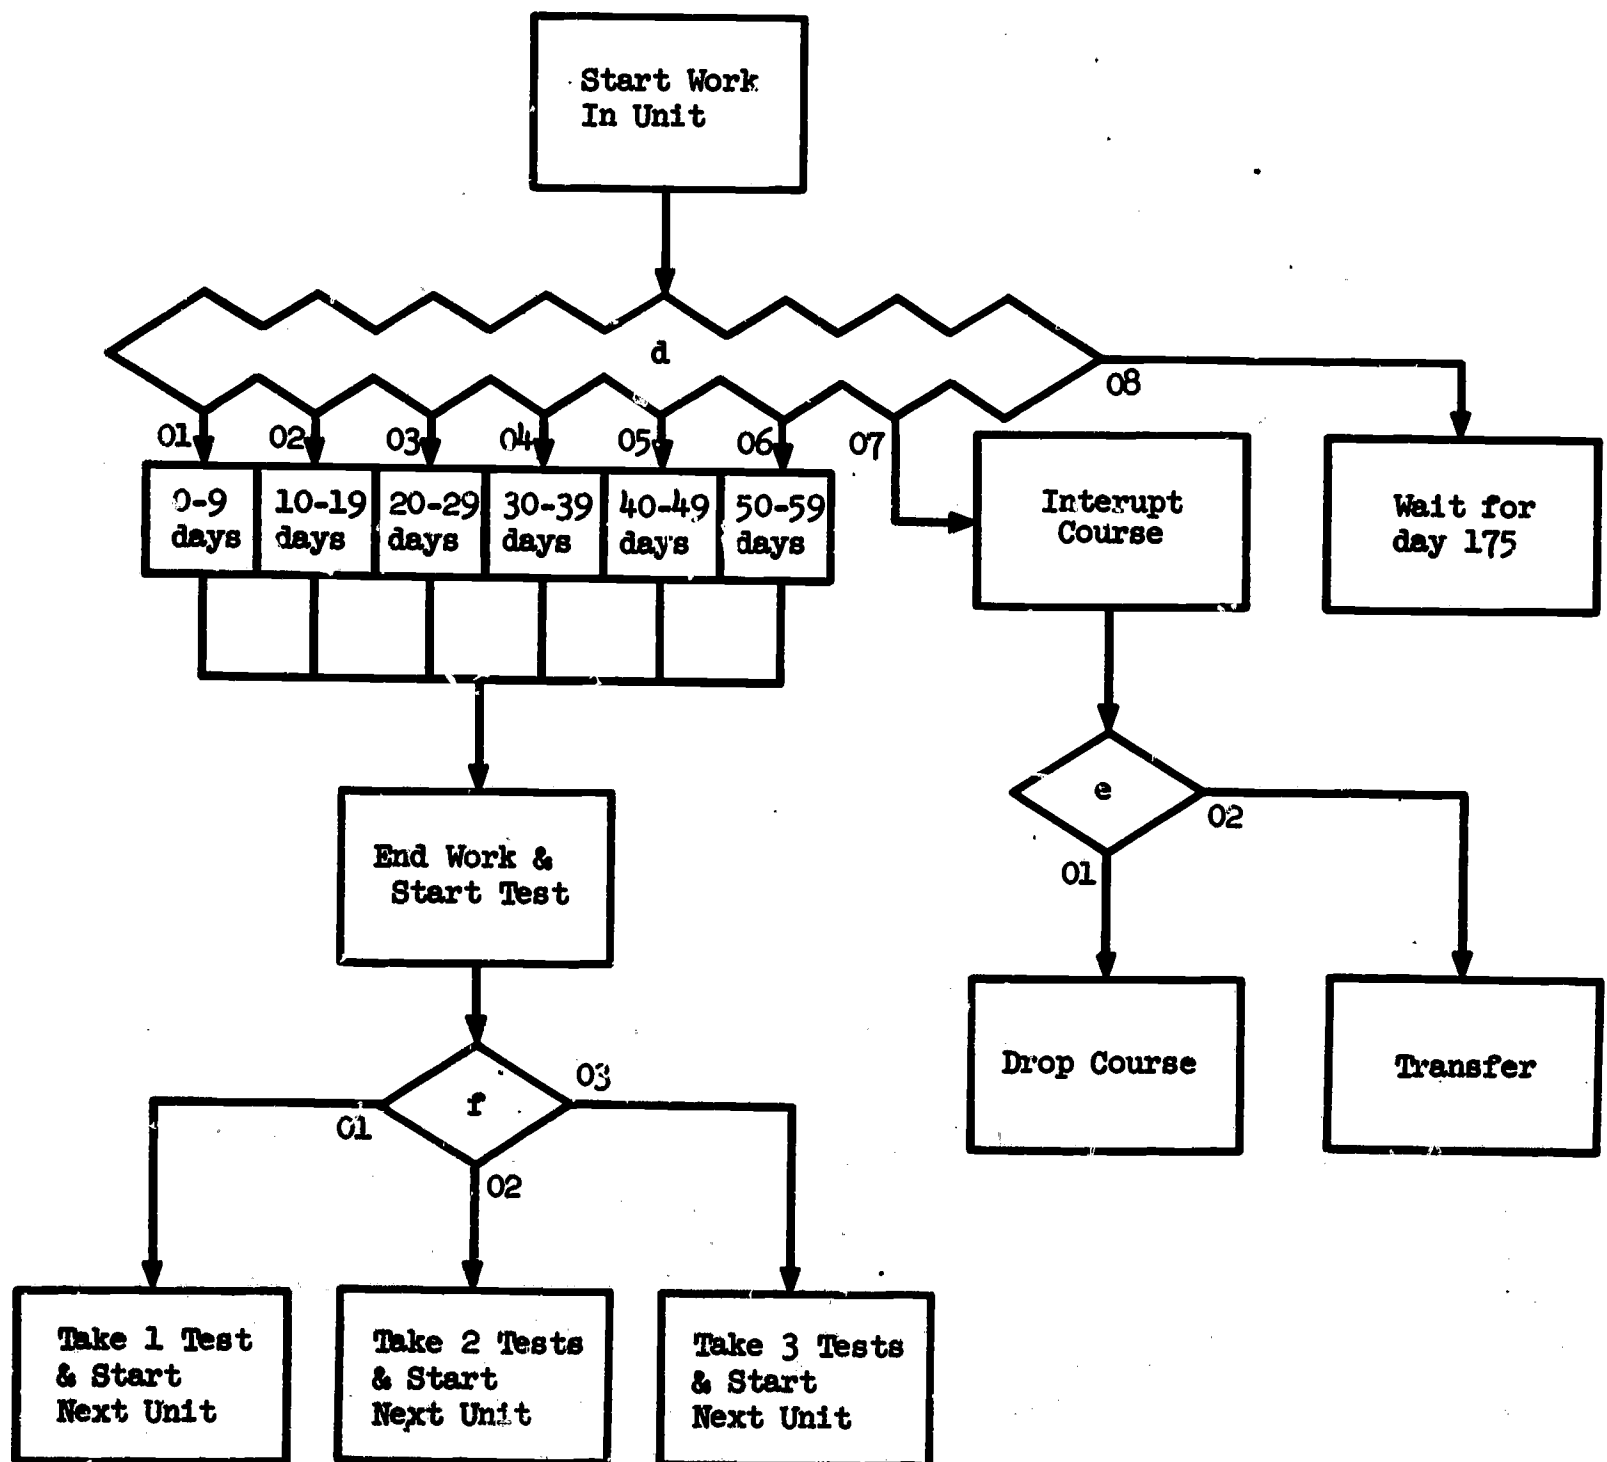 Start Work
In Unit
d
08
01
02
03
04
05
06
07
0-9
days
10-19
days
20-29
days
30-39
days
40-49
days
50-59
days
Interupt
Course
Wait for
day 175
e
02
01
End Work &
Start Test
Drop Course
Transfer
f
03
01
02
Take 1 Test
& Start
Next Unit
Take 2 Tests
& Start
Next Unit
Take 3 Tests
& Start
Next Unit